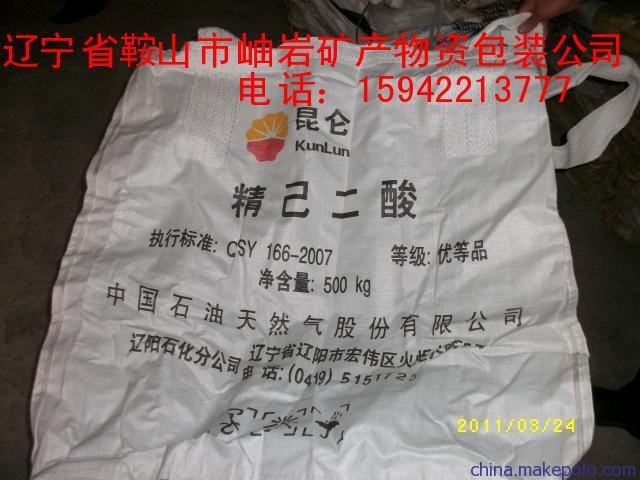 辽宁省鞍山市岫岩矿产物资包装公司
电话：15942213777
昆仑
KunLun
精己二酸
执行标准: CSY 166-2007 等级: 优等品
净含量: 500 kg
中国石油天然气股份有限公司
辽阳石化分公司 辽宁省辽阳市宏伟区火炬
电话:(0419) 5151725
2011/03/24
china.makepolo.com